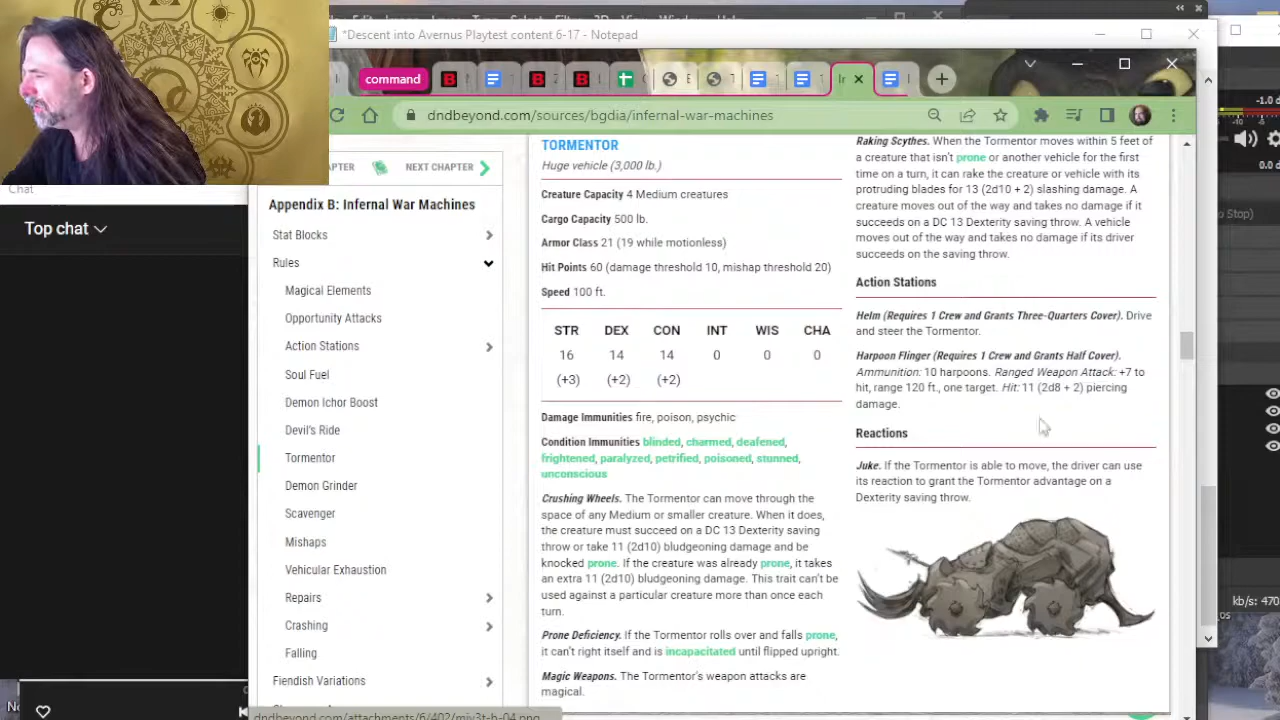 *Descent into Avernus Playtest content 6-17 - Notepad
command
dndbeyond.com/sources/bgdia/infernal-war-machines
-1.0 d
Chat
Top chat
PTER
NEXT CHAPTER
Appendix B: Infernal War Machines
Stat Blocks
Rules
Magical Elements
Opportunity Attacks
Action Stations
Soul Fuel
Demon Ichor Boost
Devil's Ride
Tormentor
Demon Grinder
Scavenger
Mishaps
Vehicular Exhaustion
Repairs
Crashing
Falling
Fiendish Variations
TORMENTOR
Huge vehicle (3,000 lb.)
Creature Capacity 4 Medium creatures
Cargo Capacity 500 lb.
Armor Class 21 (19 while motionless)
Hit Points 60 (damage threshold 10, mishap threshold 20)
Speed 100 ft.
STR DEX CON INT WIS CHA
16 14 14 0 0 0
(+3) (+2) (+2)
Damage Immunities fire, poison, psychic
Condition Immunities blinded, charmed, deafened,
frightened, paralyzed, petrified, poisoned, stunned,
unconscious
Crushing Wheels. The Tormentor can move through the
space of any Medium or smaller creature. When it does,
the creature must succeed on a DC 13 Dexterity saving
throw or take 11 (2d10) bludgeoning damage and be
knocked prone. If the creature was already prone, it takes
an extra 11 (2d10) bludgeoning damage. This trait can't be
used against a particular creature more than once each
turn.
Prone Deficiency. If the Tormentor rolls over and falls prone,
it can't right itself and is incapacitated until flipped upright.
Magic Weapons. The Tormentor's weapon attacks are
magical.
Raking Scythes. When the Tormentor moves within 5 feet of
a creature that isn't prone or another vehicle for the first
time on a turn, it can rake the creature or vehicle with its
protruding blades for 13 (2d10 + 2) slashing damage. A
creature moves out of the way and takes no damage if it
succeeds on a DC 13 Dexterity saving throw. A vehicle
moves out of the way and takes no damage if its driver
succeeds on the saving throw.
Action Stations
Helm (Requires 1 Crew and Grants Three-Quarters Cover). Drive
and steer the Tormentor.
Harpoon Flinger (Requires 1 Crew and Grants Half Cover).
Ammunition: 10 harpoons. Ranged Weapon Attack: +7 to
hit, range 120 ft., one target. Hit: 11 (2d8 + 2) piercing
damage.
Reactions
Juke. If the Tormentor is able to move, the driver can use
its reaction to grant the Tormentor advantage on a
Dexterity saving throw.
o Stop)
kb/s: 470